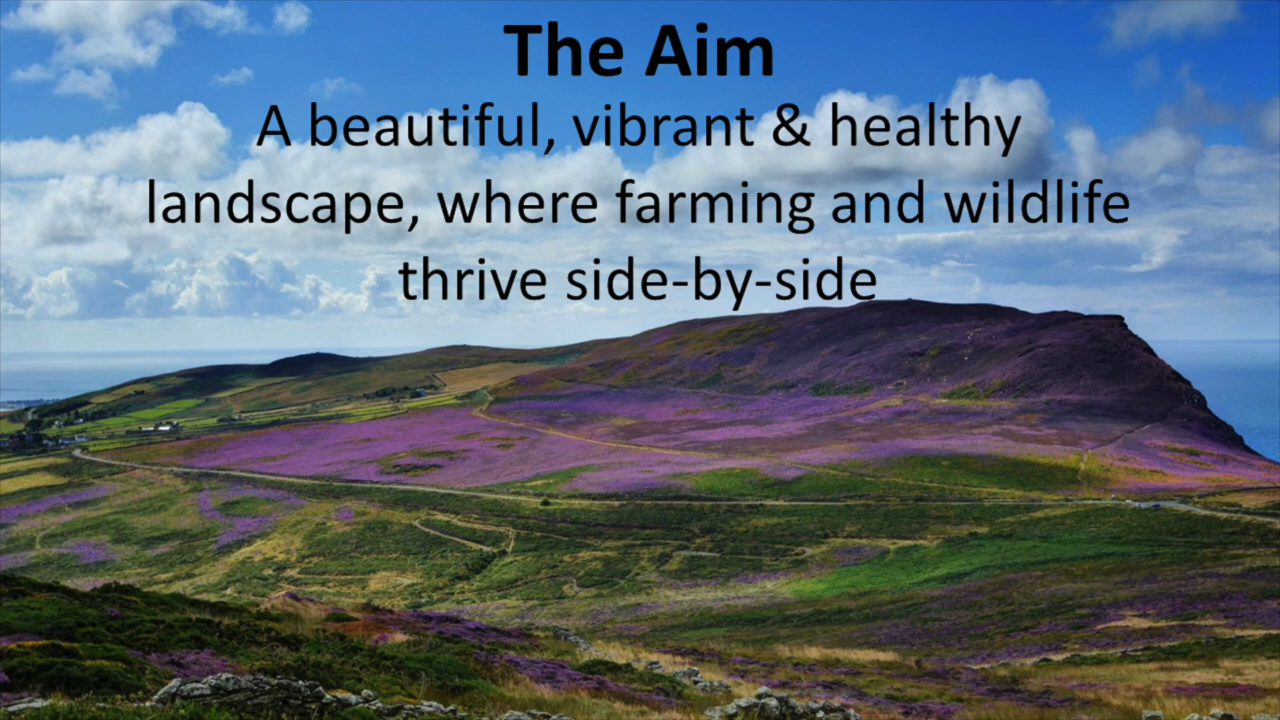 The Aim
A beautiful, vibrant & healthy
landscape, where farming and wildlife
thrive side-by-side